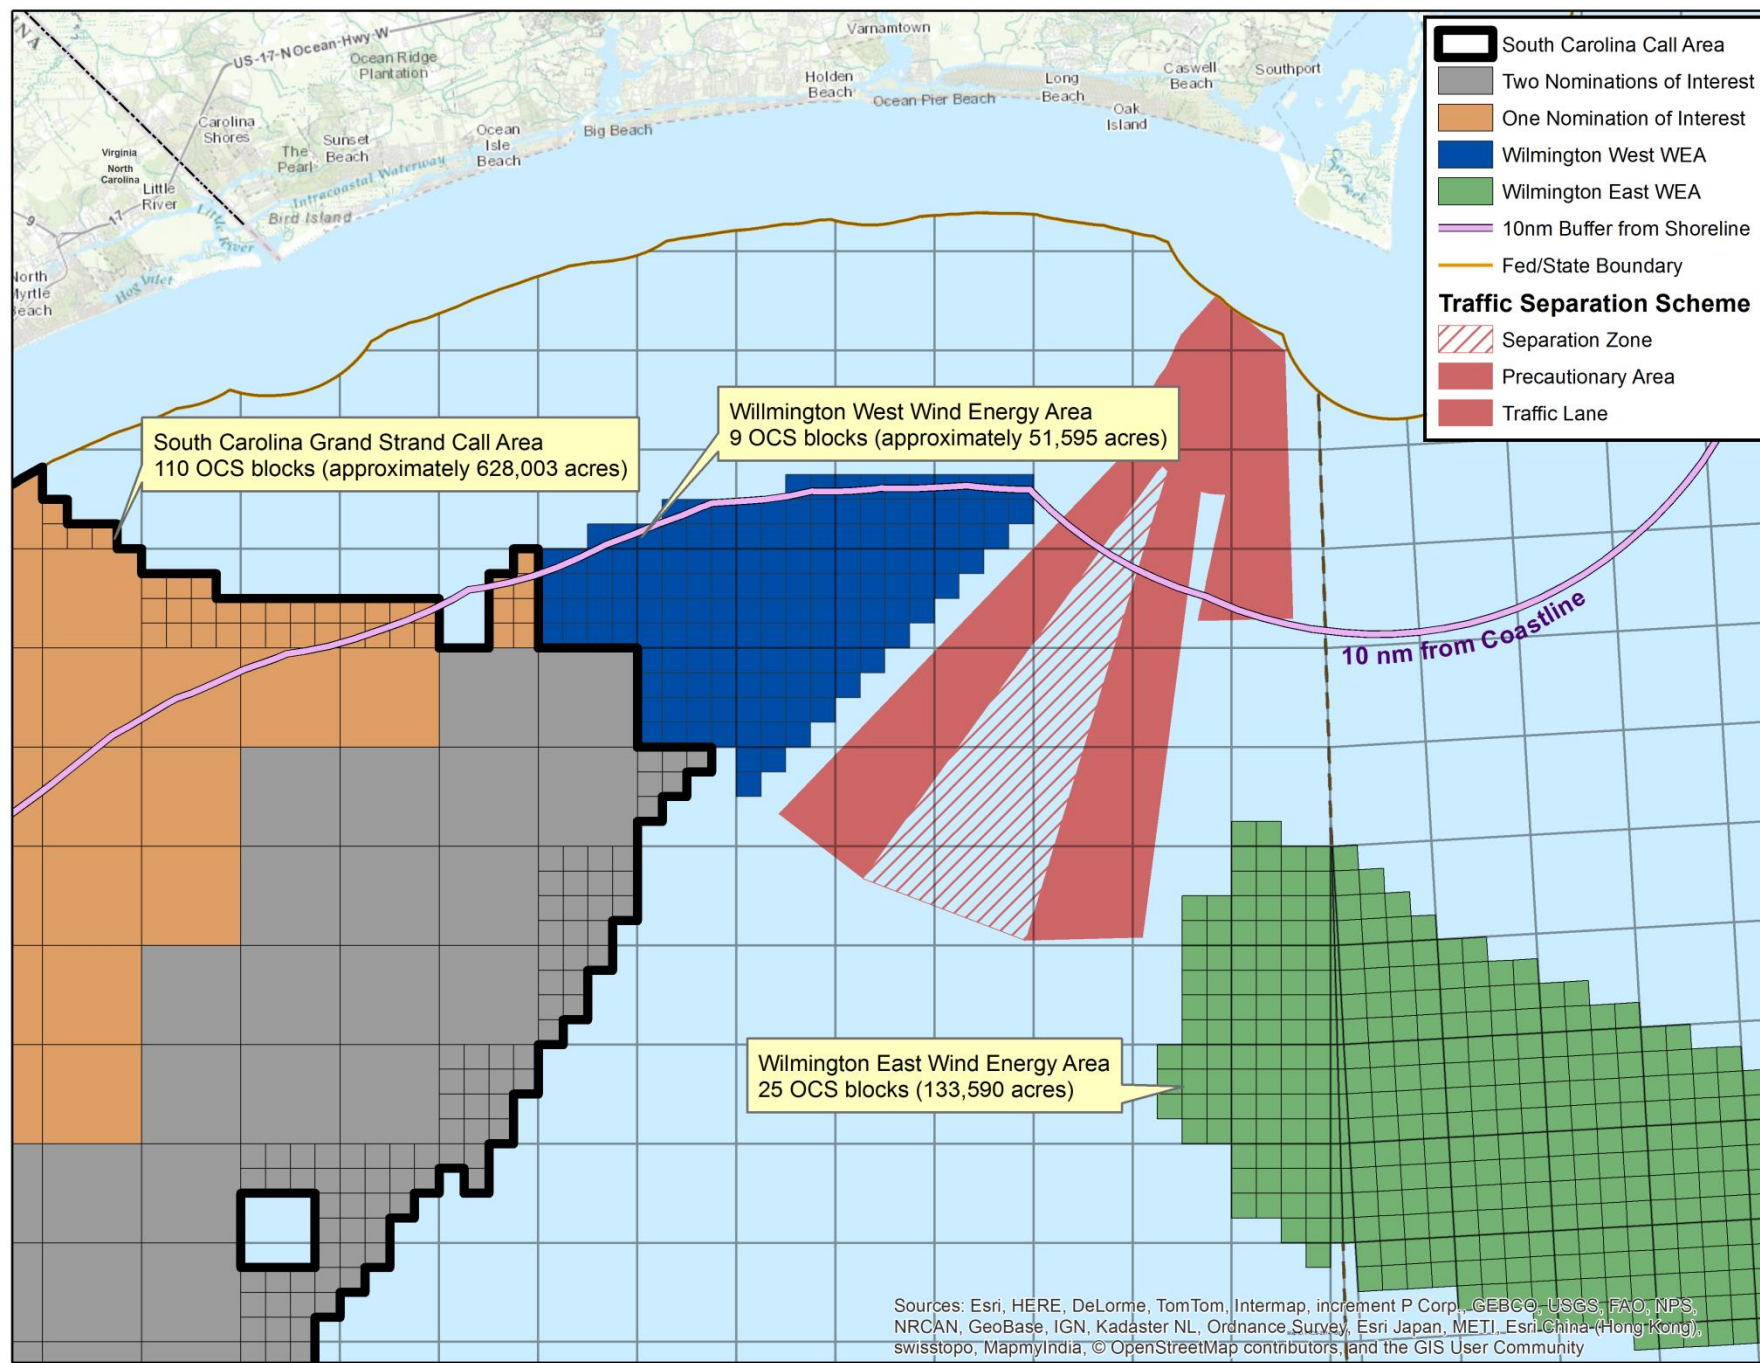 NA
US-17-N
Ocean-Hwy-W
Ocean Ridge
Plantation
Varnamtown
Holden
Beach
Ocean Pier Beach
Long
Beach
Caswell
Beach
Southport
Oak
Island
Carolina
Shores
The
Pearl
Sunset
Beach
Ocean
Isle
Beach
Big Beach
Virginia
North
Carolina
Little
River
Intracoastal Waterway
Bird Island
Little River
9
17
Hog Inlet
North
Myrtle
Beach
Cape Creek
South Carolina Call Area
Two Nominations of Interest
One Nomination of Interest
Wilmington West WEA
Wilmington East WEA
10nm Buffer from Shoreline
Fed/State Boundary
Traffic Separation Scheme
Separation Zone
Precautionary Area
Traffic Lane
Willmington West Wind Energy Area
9 OCS blocks (approximately 51,595 acres)
South Carolina Grand Strand Call Area
110 OCS blocks (approximately 628,003 acres)
10 nm from Coastline
Wilmington East Wind Energy Area
25 OCS blocks (133,590 acres)
Sources: Esri, HERE, DeLorme, TomTom, Intermap, increment P Corp., GEBCO, USGS, FAO, NPS,
NRCAN, GeoBase, IGN, Kadaster NL, Ordnance Survey, Esri Japan, METI, Esri China (Hong Kong),
swisstopo, MapmyIndia, © OpenStreetMap contributors, and the GIS User Community